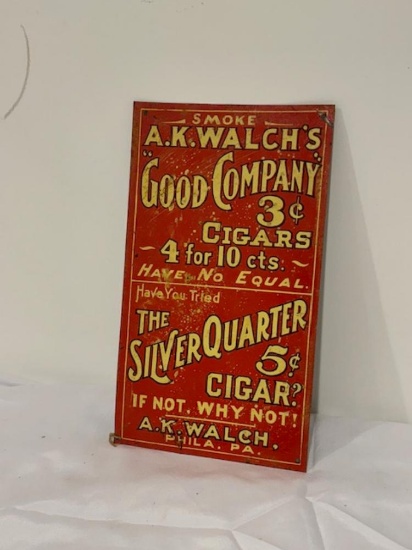 SMOKE
A.K. WALCH'S
"GOOD COMPANY"
3¢
CIGARS
4 for 10 cts.
HAVE NO EQUAL.
Have You Tried
THE
SILVER QUARTER
5¢
CIGAR?
IF NOT, WHY NOT?
A.K. WALCH,
PHILA. PA.